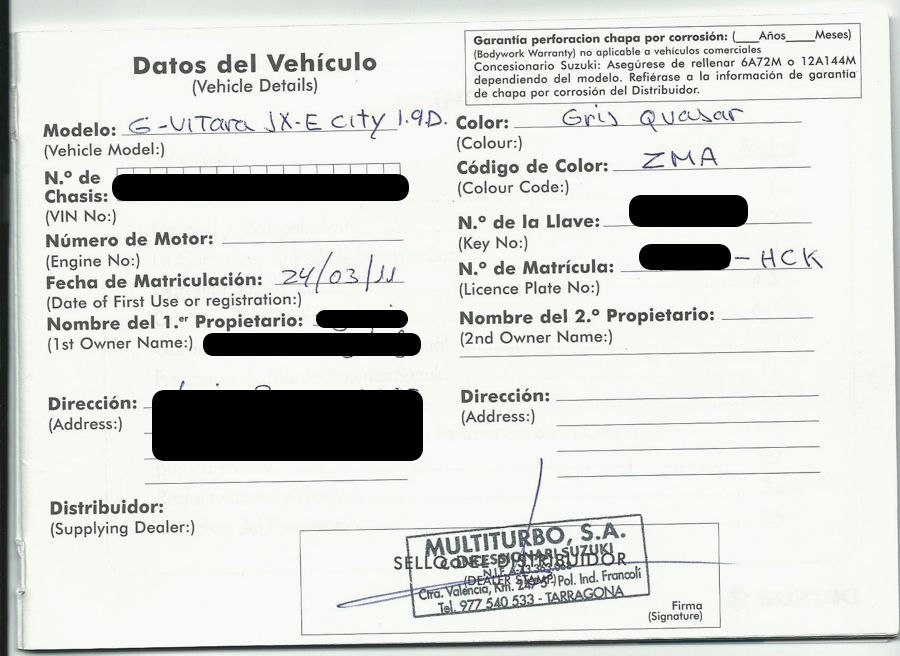 Datos del Vehículo
(Vehicle Details)
Garantía perforacion chapa por corrosión: (____Años____Meses)
(Bodywork Warranty) no aplicable a vehículos comerciales
Concesionario Suzuki: Asegúrese de rellenar 6A72M o 12A144M
dependiendo del modelo. Refiérase a la información de garantía
de chapa por corrosión del Distribuidor.
Modelo: G-VITara JX-E City 1.9D.
(Vehicle Model:)
N.º de
Chasis:
(VIN No:)
Número de Motor:
(Engine No:)
Fecha de Matriculación: 24/03/11
(Date of First Use or registration:)
Nombre del 1.er Propietario:
(1st Owner Name:)
Dirección:
(Address:)
Distribuidor:
(Supplying Dealer:)
Color: Gris Quasar
(Colour:)
Código de Color: ZMA
(Colour Code:)
N.º de la Llave:
(Key No:)
N.º de Matrícula: -HCK
(Licence Plate No:)
Nombre del 2.º Propietario:
(2nd Owner Name:)
Dirección:
(Address:)
MULTITURBO, S.A.
CONCESSIONARI SUZUKI
SELLO DEL DISTRIBUIDOR
(DEALER STAMP)
Ctra. Valencia, Km. Pol. Ind. Francolí
Tel. 977 540 533 - TARRAGONA
Firma
(Signature)